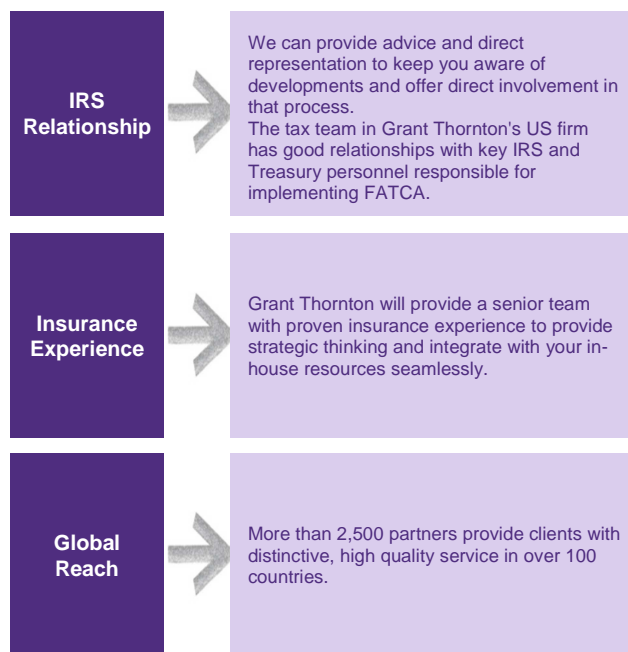 IRS
Relationship
We can provide advice and direct
representation to keep you aware of
developments and offer direct involvement in
that process.
The tax team in Grant Thornton's US firm
has good relationships with key IRS and
Treasury personnel responsible for
implementing FATCA.
Insurance
Experience
Grant Thornton will provide a senior team
with proven insurance experience to provide
strategic thinking and integrate with your in-
house resources seamlessly.
Global
Reach
More than 2,500 partners provide clients with
distinctive, high quality service in over 100
countries.